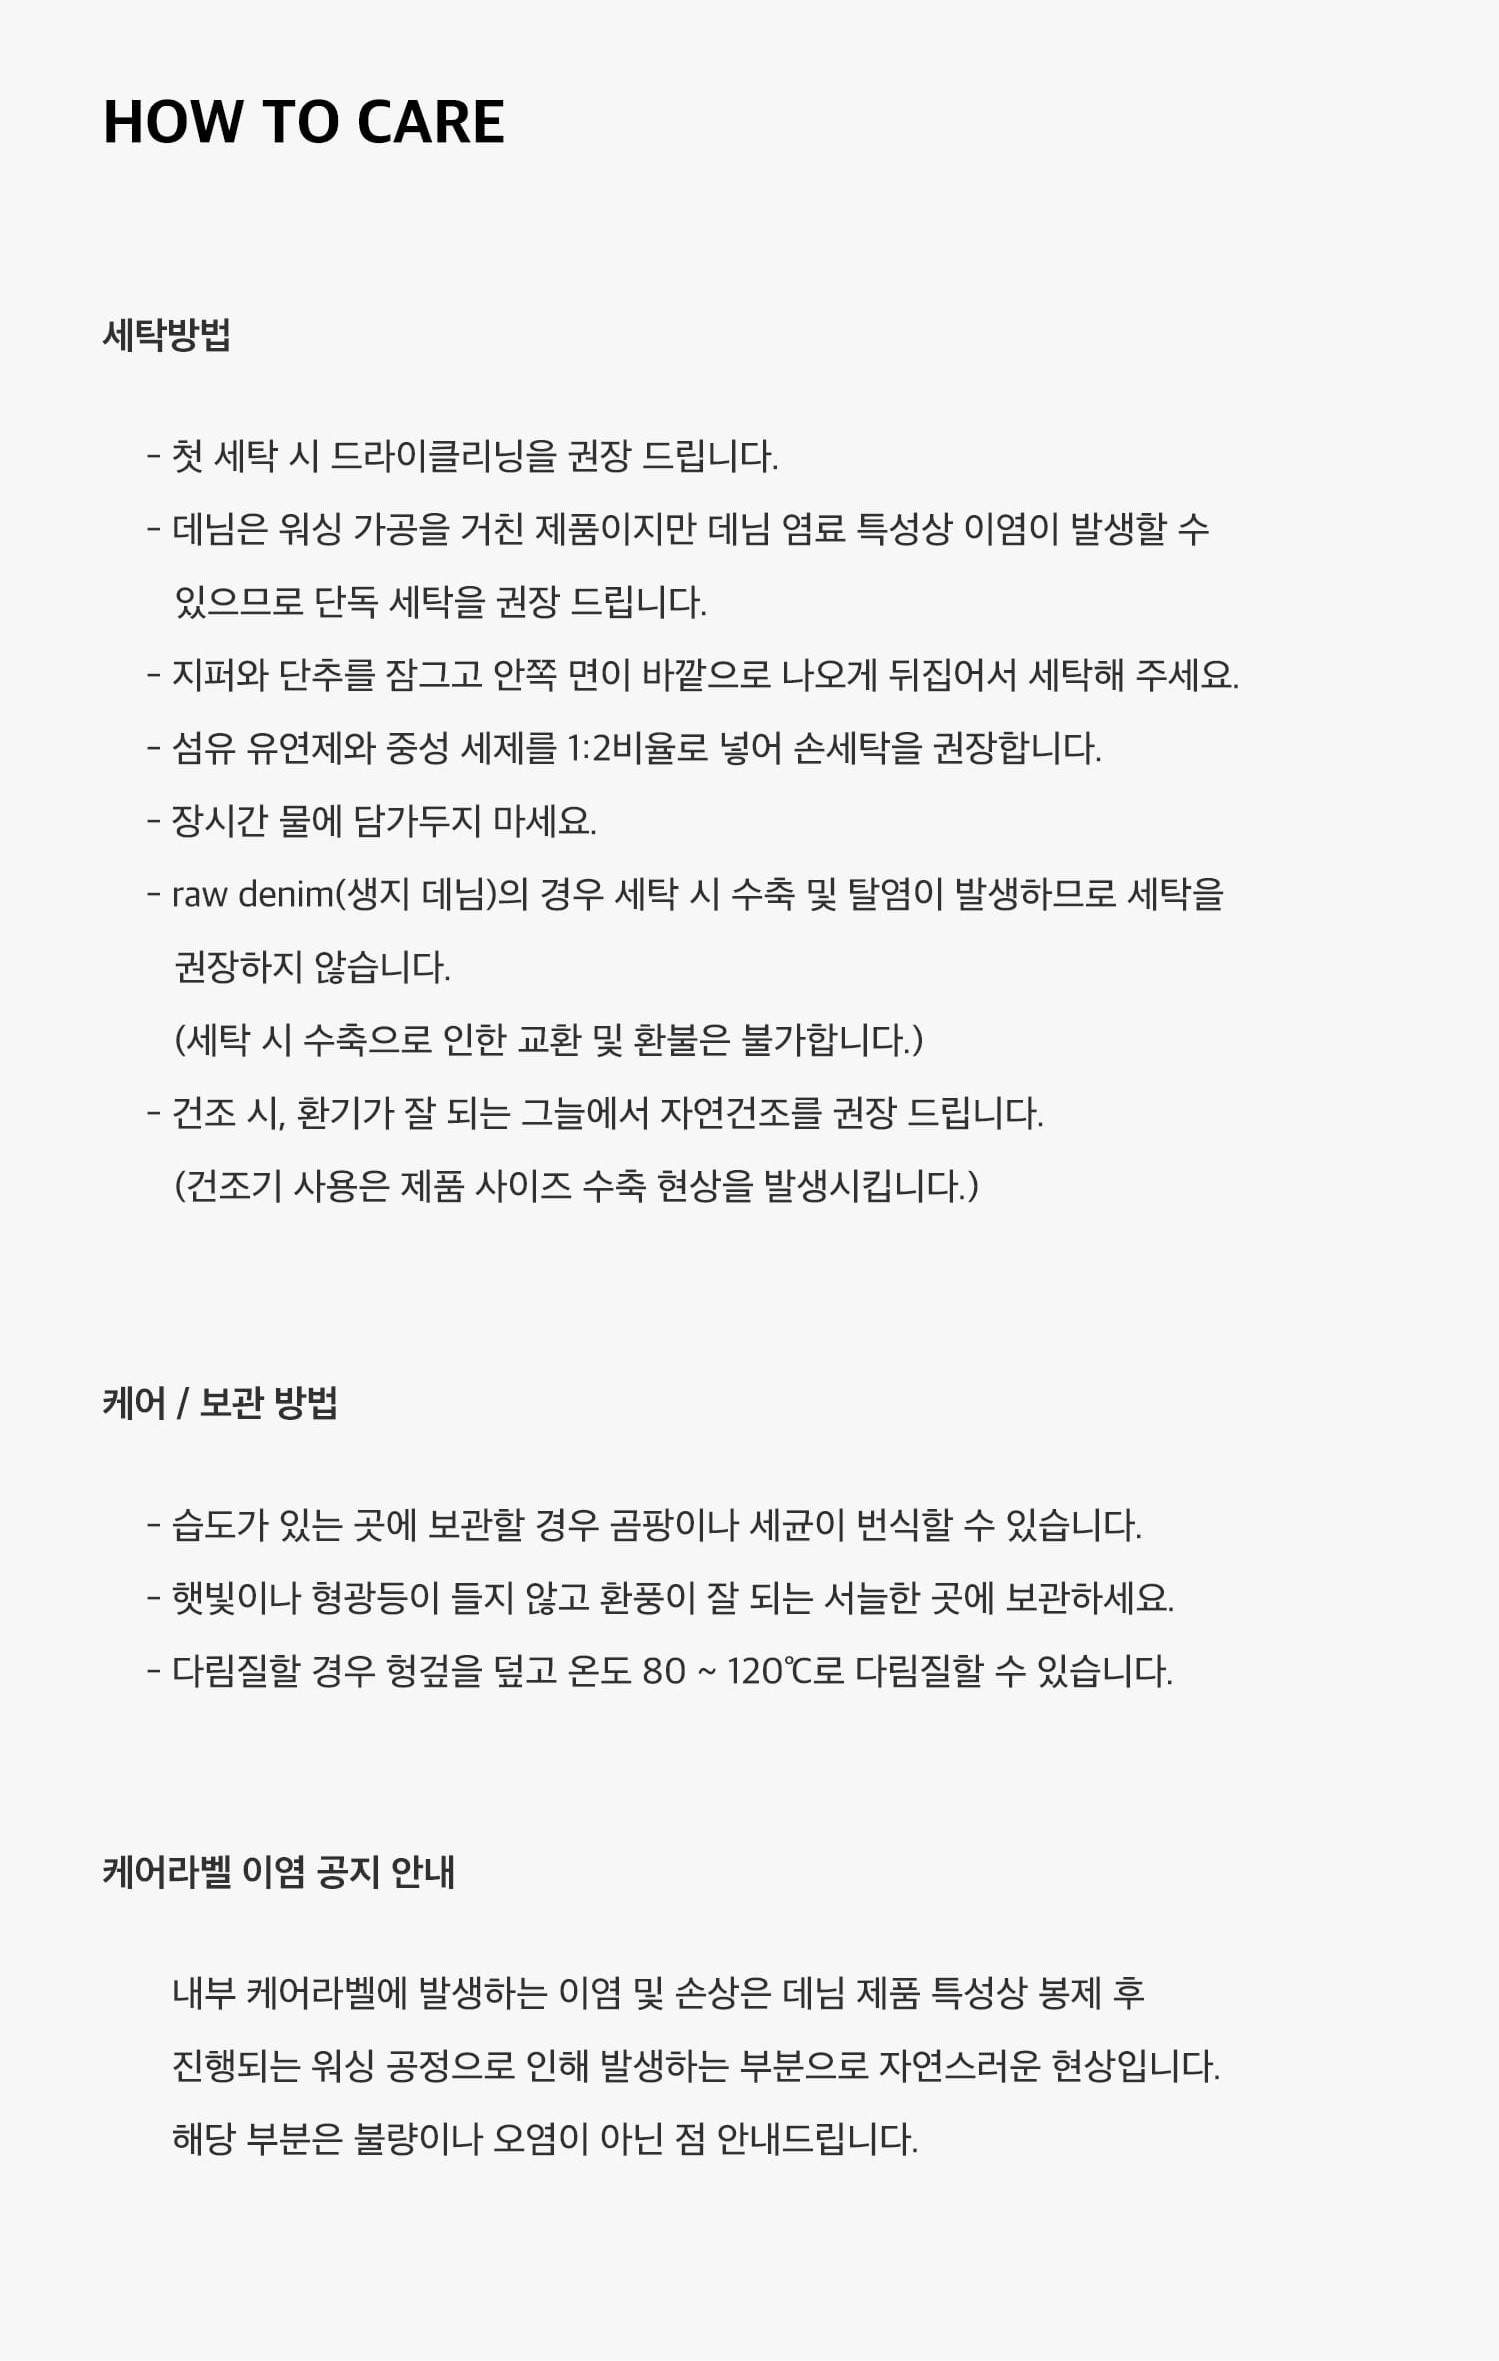 HOW TO CARE
세탁방법
- 첫 세탁 시 드라이클리닝을 권장 드립니다.
- 데님은 워싱 가공을 거친 제품이지만 데님 염료 특성상 이염이 발생할 수
있으므로 단독 세탁을 권장 드립니다.
- 지퍼와 단추를 잠그고 안쪽 면이 바깥으로 나오게 뒤집어서 세탁해 주세요.
- 섬유 유연제와 중성 세제를 1:2비율로 넣어 손세탁을 권장합니다.
- 장시간 물에 담가두지 마세요.
- raw denim(생지 데님)의 경우 세탁 시 수축 및 탈염이 발생하므로 세탁을
권장하지 않습니다.
(세탁 시 수축으로 인한 교환 및 환불은 불가합니다.)
- 건조 시, 환기가 잘 되는 그늘에서 자연건조를 권장 드립니다.
(건조기 사용은 제품 사이즈 수축 현상을 발생시킵니다.)
케어 / 보관 방법
- 습도가 있는 곳에 보관할 경우 곰팡이나 세균이 번식할 수 있습니다.
- 햇빛이나 형광등이 들지 않고 환풍이 잘 되는 서늘한 곳에 보관하세요.
- 다림질할 경우 헝겊을 덮고 온도 80 ~ 120℃로 다림질할 수 있습니다.
케어라벨 이염 공지 안내
내부 케어라벨에 발생하는 이염 및 손상은 데님 제품 특성상 봉제 후
진행되는 워싱 공정으로 인해 발생하는 부분으로 자연스러운 현상입니다.
해당 부분은 불량이나 오염이 아닌 점 안내드립니다.